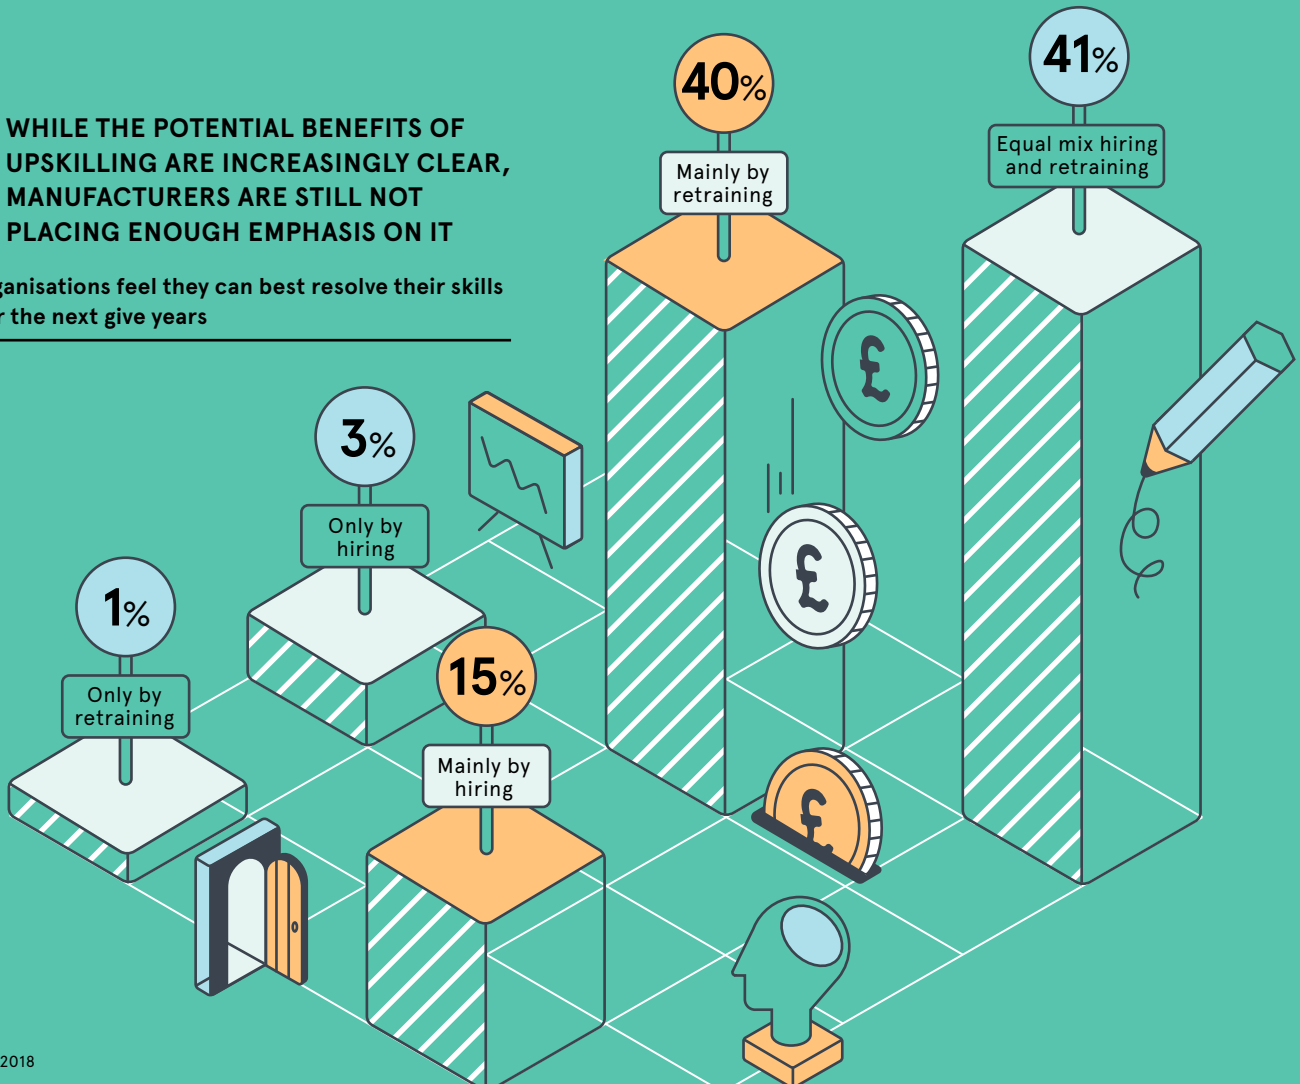 WHILE THE POTENTIAL BENEFITS OF
UPSKILLING ARE INCREASINGLY CLEAR,
MANUFACTURERS ARE STILL NOT
PLACING ENOUGH EMPHASIS ON IT
ganisations feel they can best resolve their skills
r the next give years
40%
Mainly by
retraining
41%
Equal mix hiring
and retraining
3%
Only by
hiring
1%
Only by
retraining
15%
Mainly by
hiring
£
£
£
2018